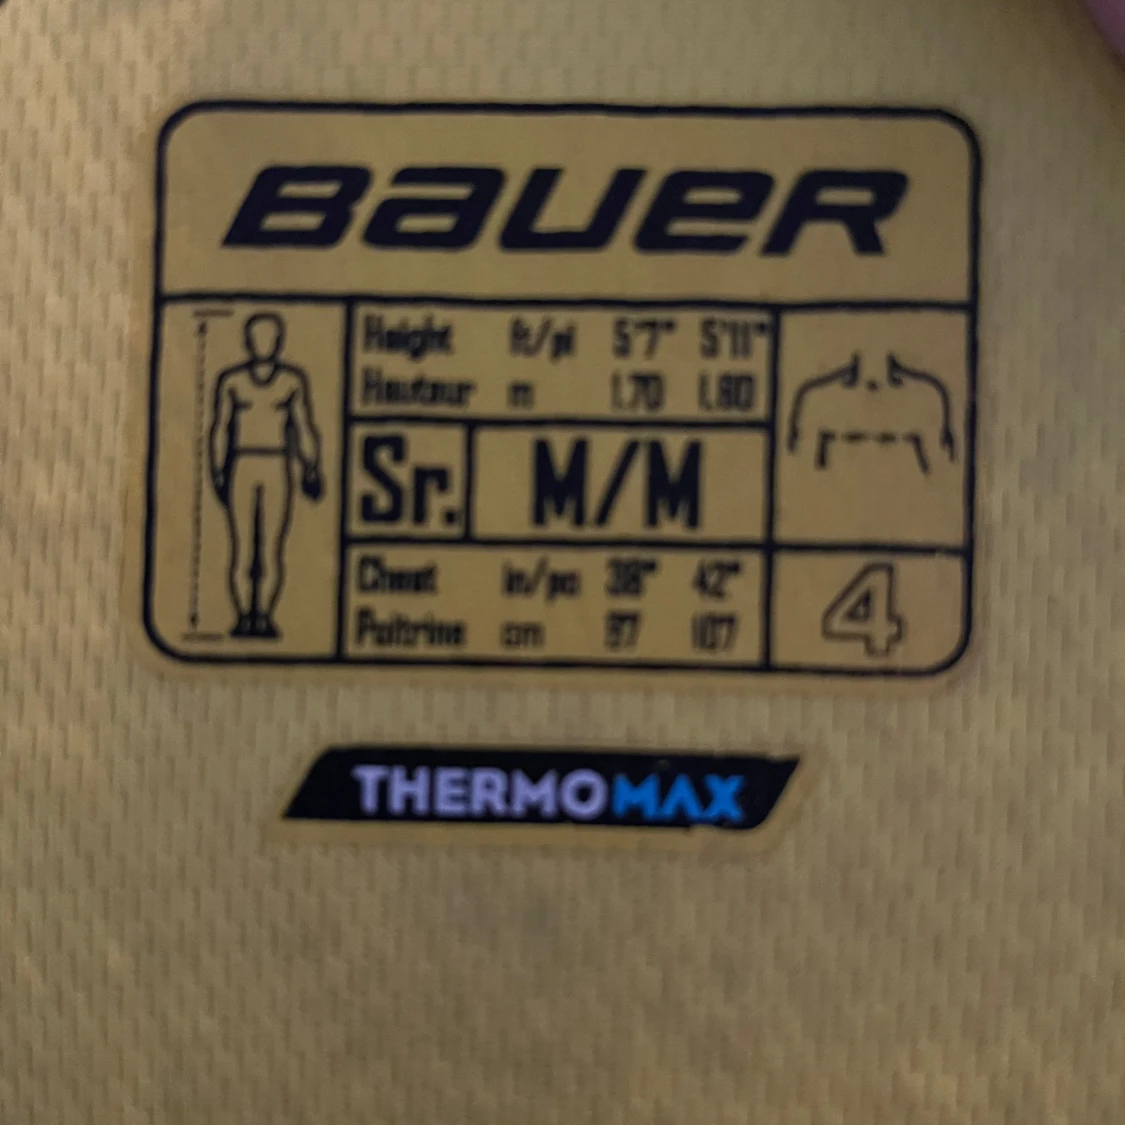 BAUER
Height ft/pi 5'7" 5'11"
Hauteur m 1.70 1.80
Sr. M/M
Chest in/po 38" 42"
Poitrine cm 97 107
4
THERMOMAX